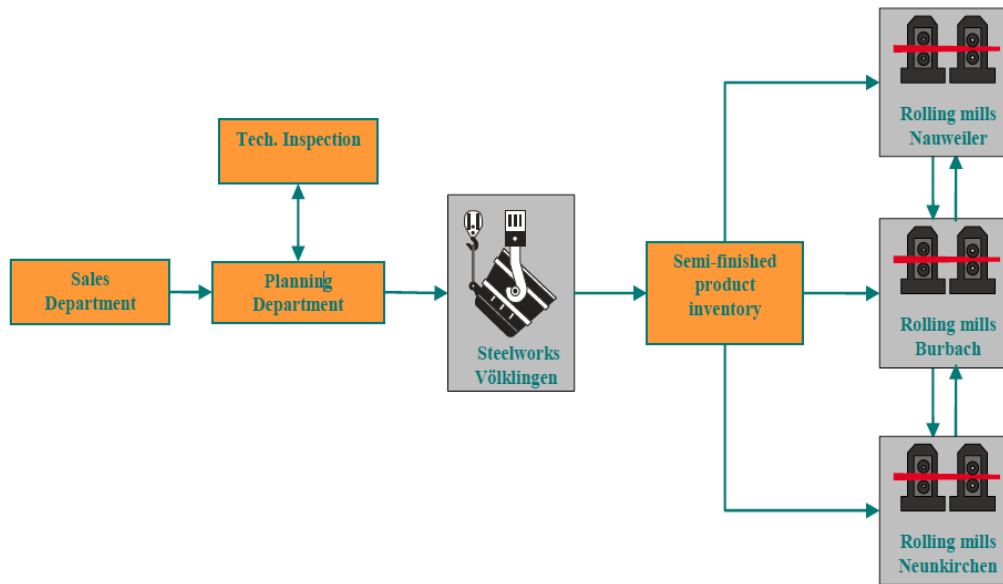 Rolling mills
Nauweiler
Tech. Inspection
Sales
Department
Planning
Department
Steelworks
Völklingen
Semi-finished
product
inventory
Rolling mills
Burbach
Rolling mills
Neunkirchen